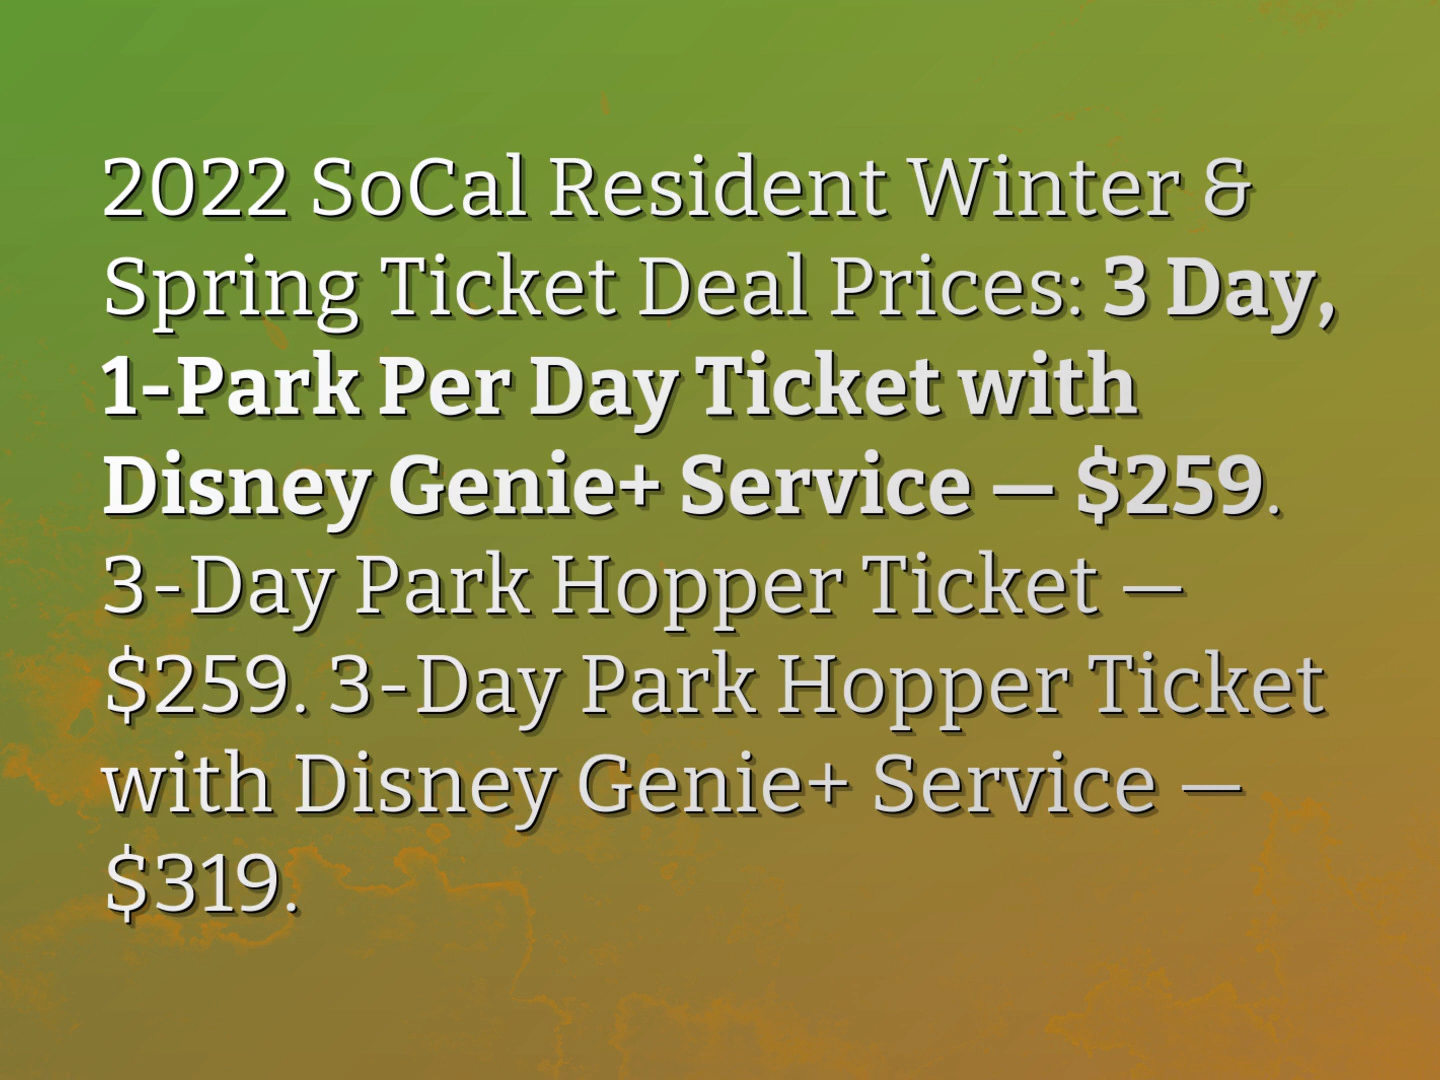 2022 SoCal Resident Winter &
Spring Ticket Deal Prices: 3 Day,
1-Park Per Day Ticket with
Disney Genie+ Service — $259.
3-Day Park Hopper Ticket —
$259. 3-Day Park Hopper Ticket
with Disney Genie+ Service —
$319.